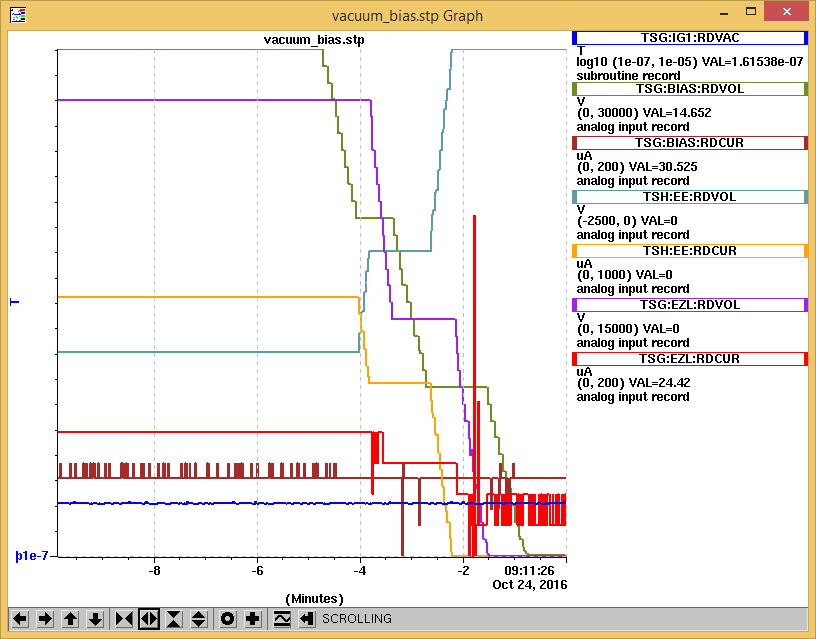 vacuum_bias.stp Graph
vacuum_bias.stp
T
þ1e-7
-8
-6
-4
-2
09:11:26
Oct 24, 2016
(Minutes)
TSG:IG1:RDVAC
T
log10 (1e-07, 1e-05) VAL=1.61538e-07
subroutine record
TSG:BIAS:RDVOL
V
(0, 30000) VAL=14.652
analog input record
TSG:BIAS:RDCUR
uA
(0, 200) VAL=30.525
analog input record
TSH:EE:RDVOL
V
(-2500, 0) VAL=0
analog input record
TSH:EE:RDCUR
uA
(0, 1000) VAL=0
analog input record
TSG:EZL:RDVOL
V
(0, 15000) VAL=0
analog input record
TSG:EZL:RDCUR
uA
(0, 200) VAL=24.42
analog input record
SCROLLING